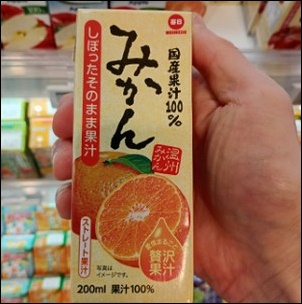 毎日
国産果汁100%
みかん
しぼったそのまま果汁
温州みかん
ストレート果汁
贅沢果汁
写真はイメージです。
200ml 果汁100%